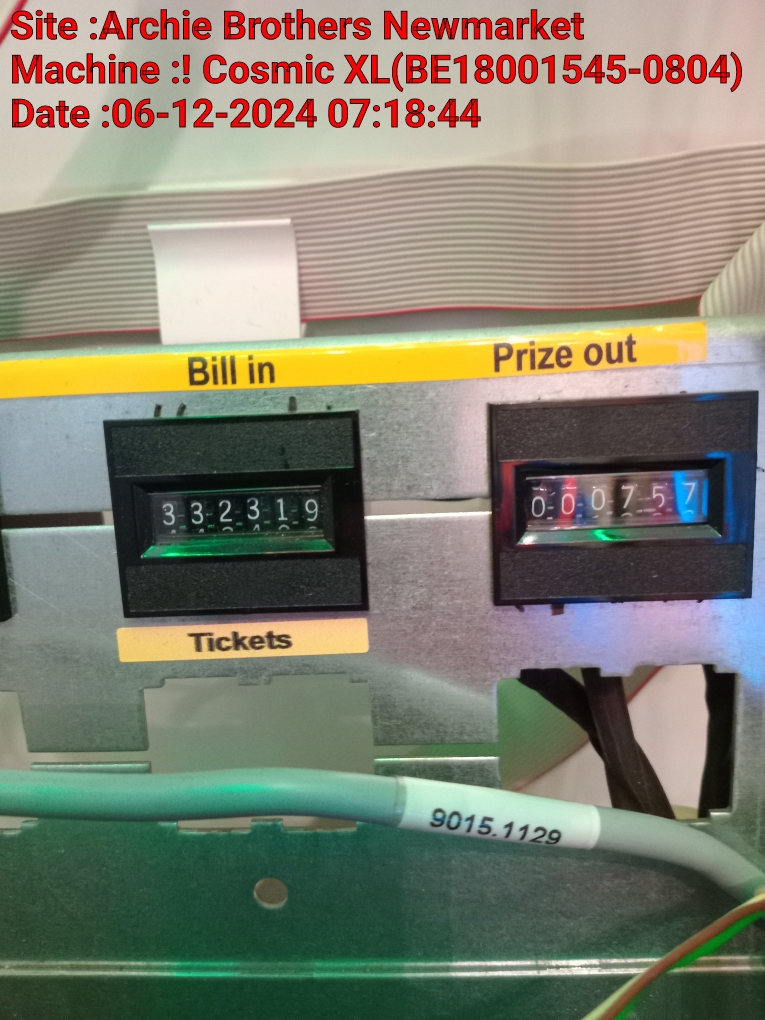 Site :Archie Brothers Newmarket
Machine :! Cosmic XL(BE18001545-0804)
Date :06-12-2024 07:18:44
Bill in
Prize out
332319
000757
Tickets
9015.1129